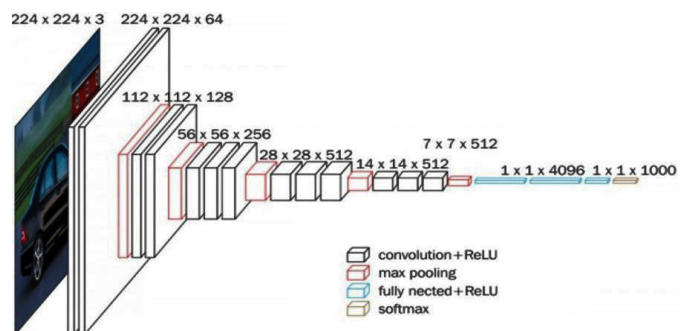 224 x 224 x 3
224 x 224 x 64
112 x 112 x 128
56 x 56 x 256
28 x 28 x 512
14 x 14 x 512
7 x 7 x 512
1 x 1 x 4096
1 x 1 x 1000
convolution+ReLU
max pooling
fully nected+ReLU
softmax